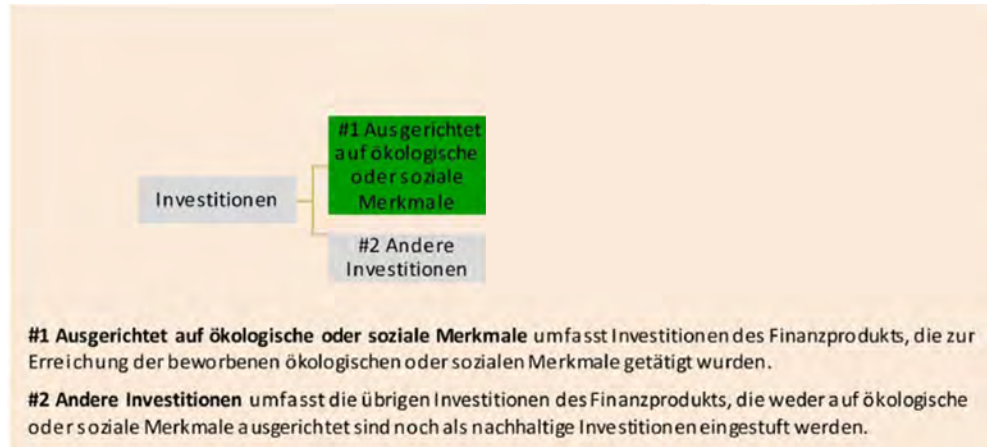 #1 Ausgerichtet
auf ökologische
oder soziale
Merkmale
Investitionen
#2 Andere
Investitionen
#1 Ausgerichtet auf ökologische oder soziale Merkmale umfasst Investitionen des Finanzprodukts, die zur
Erreichung der beworbenen ökologischen oder sozialen Merkmale getätigt wurden.
#2 Andere Investitionen umfasst die übrigen Investitionen des Finanzprodukts, die weder auf ökologische
oder soziale Merkmale ausgerichtet sind noch als nachhaltige Investitionen eingestuft werden.